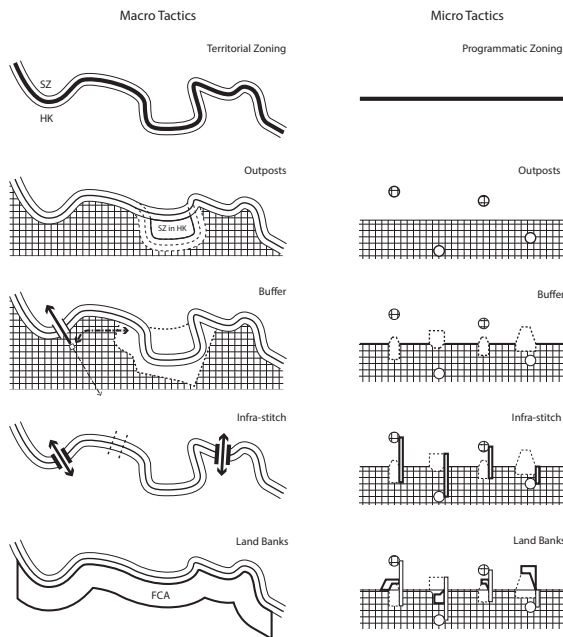 Macro Tactics
Micro Tactics
Territorial Zoning
Programmatic Zoning
SZ
HK
Outposts
Outposts
SZ in HK
Buffer
Buffer
Infra-stitch
Infra-stitch
Land Banks
Land Banks
FCA